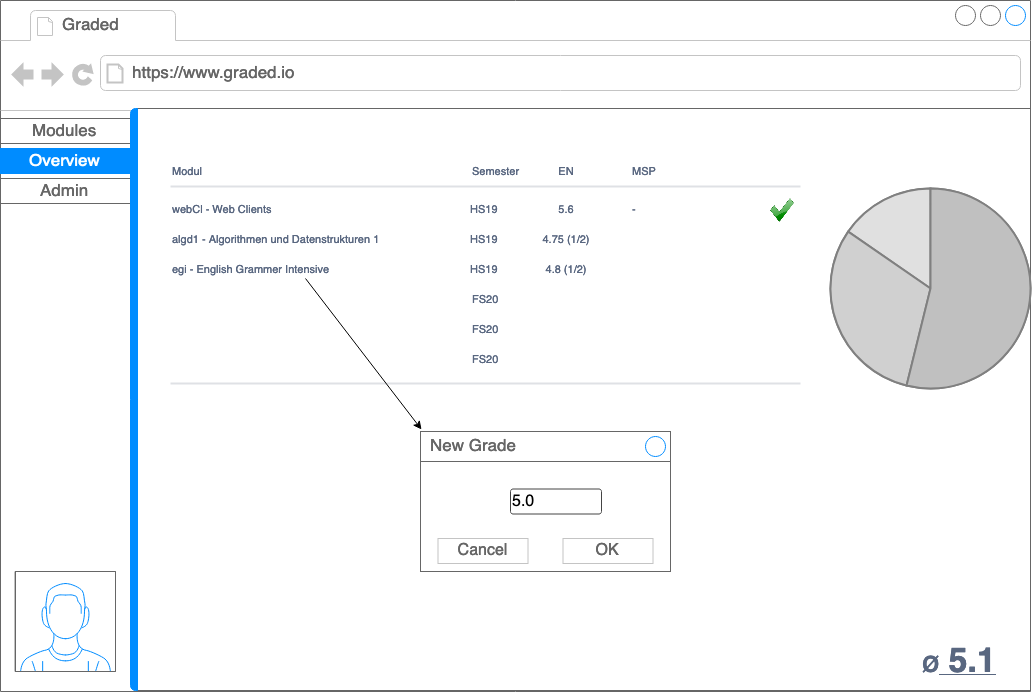 Graded
https://www.graded.io
Modules
Overview
Admin
Modul Semester EN MSP
webCl - Web Clients HS19 5.6 -
algd1 - Algorithmen und Datenstrukturen 1 HS19 4.75 (1/2)
egi - English Grammer Intensive HS19 4.8 (1/2)
FS20
FS20
FS20
New Grade
5.0
Cancel OK
ø 5.1